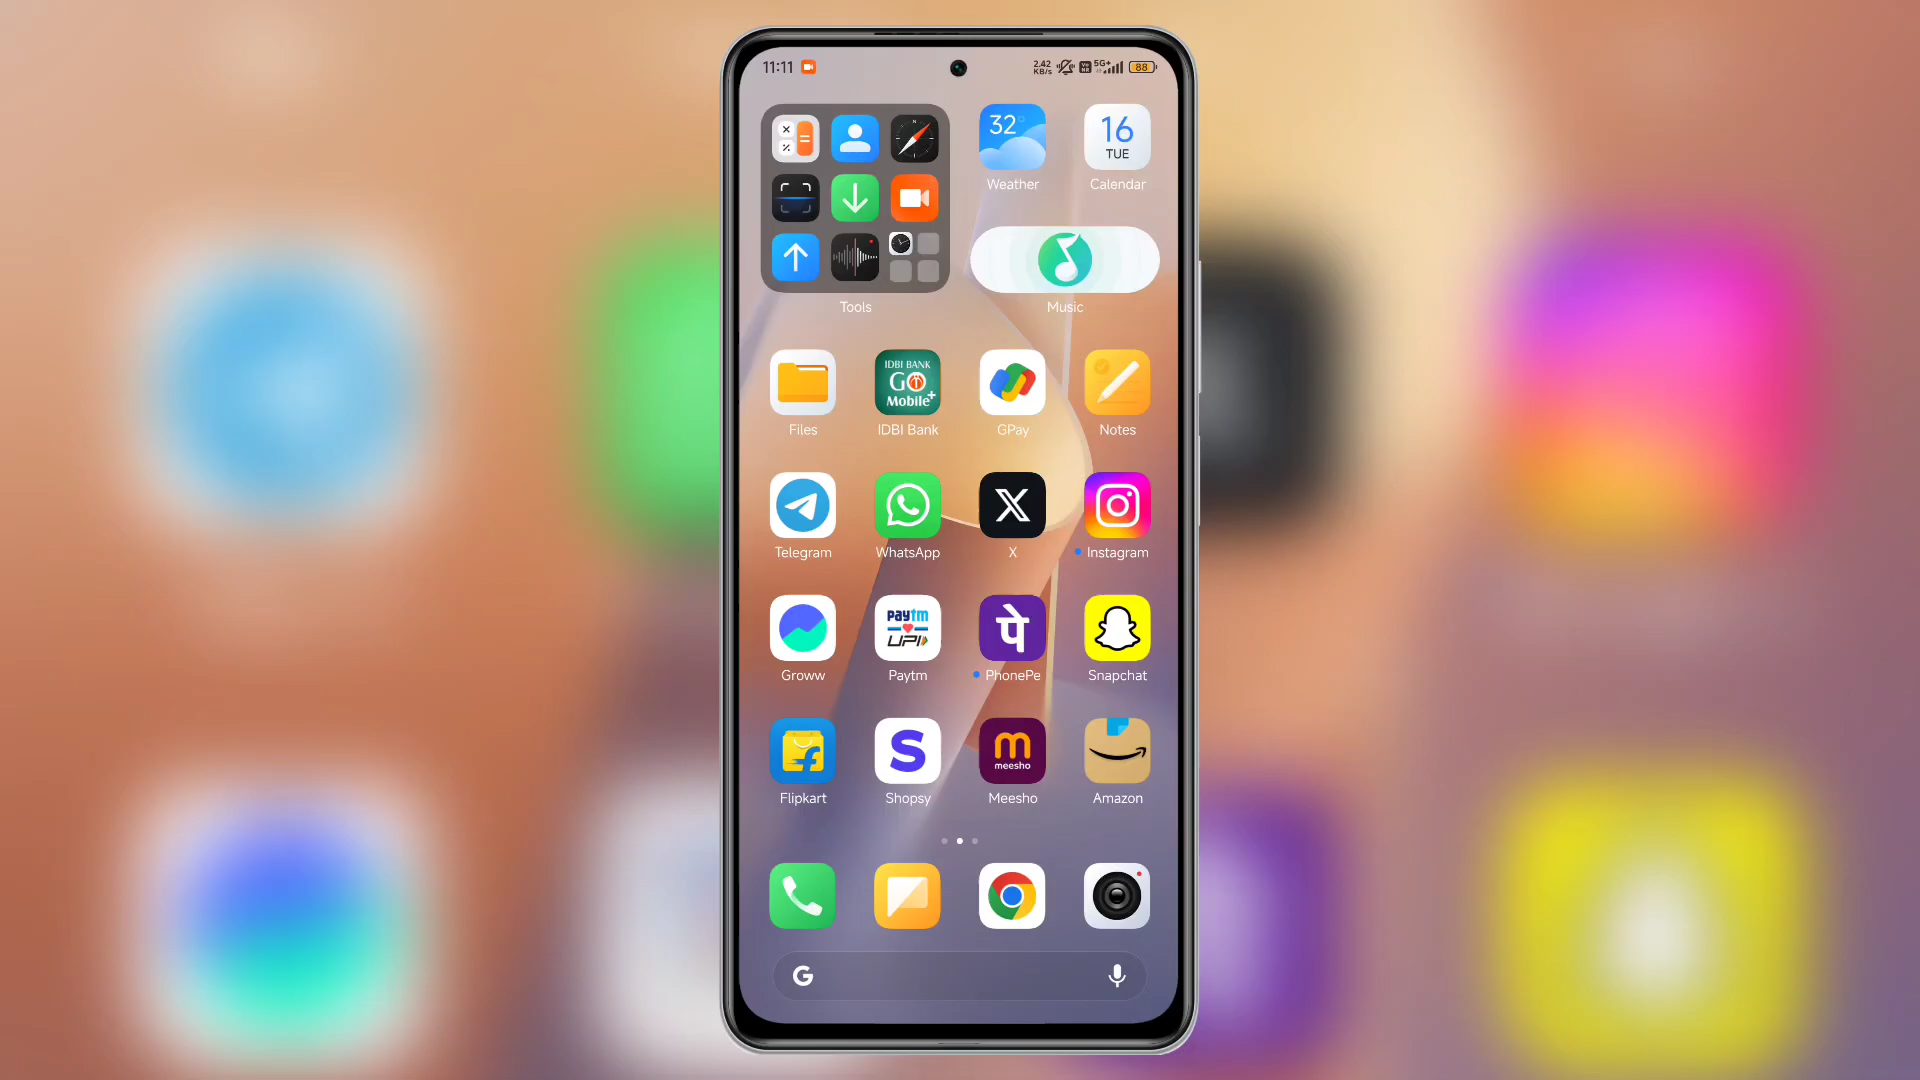 11:11
2.42 KB/s
5G+
88
32°
16
TUE
Weather
Calendar
Tools
Music
IDBI BANK
GO
Mobile+
Files
IDBI Bank
GPay
Notes
X
Telegram
WhatsApp
X
Instagram
paytm
UPI
पे
Groww
Paytm
PhonePe
Snapchat
f
S
m
meesho
Flipkart
Shopsy
Meesho
Amazon
G